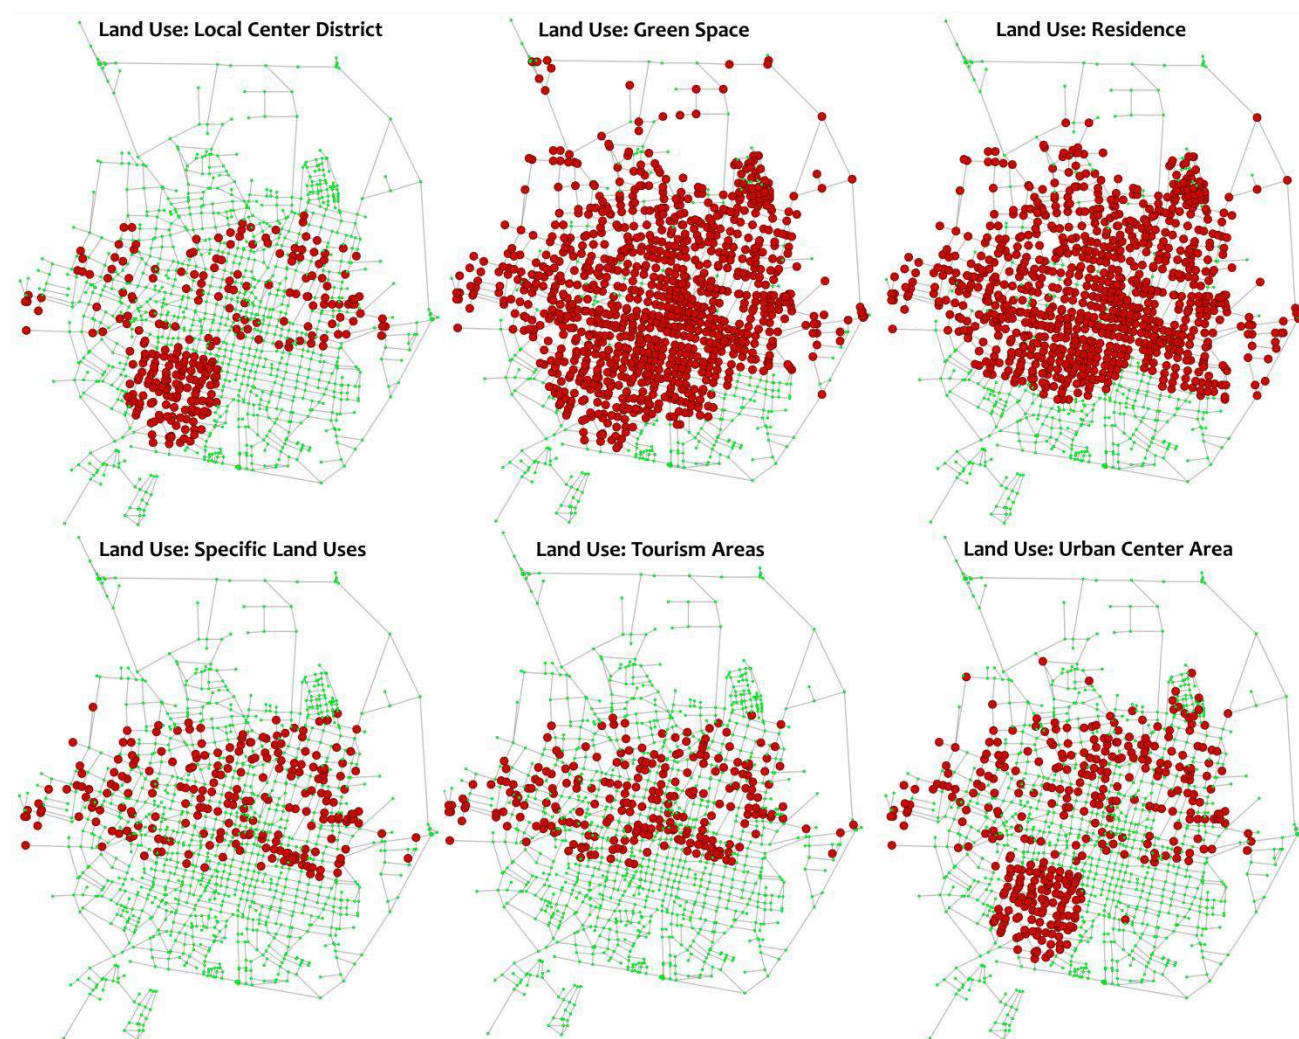 Land Use: Local Center District
Land Use: Green Space
Land Use: Residence
Land Use: Specific Land Uses
Land Use: Tourism Areas
Land Use: Urban Center Area